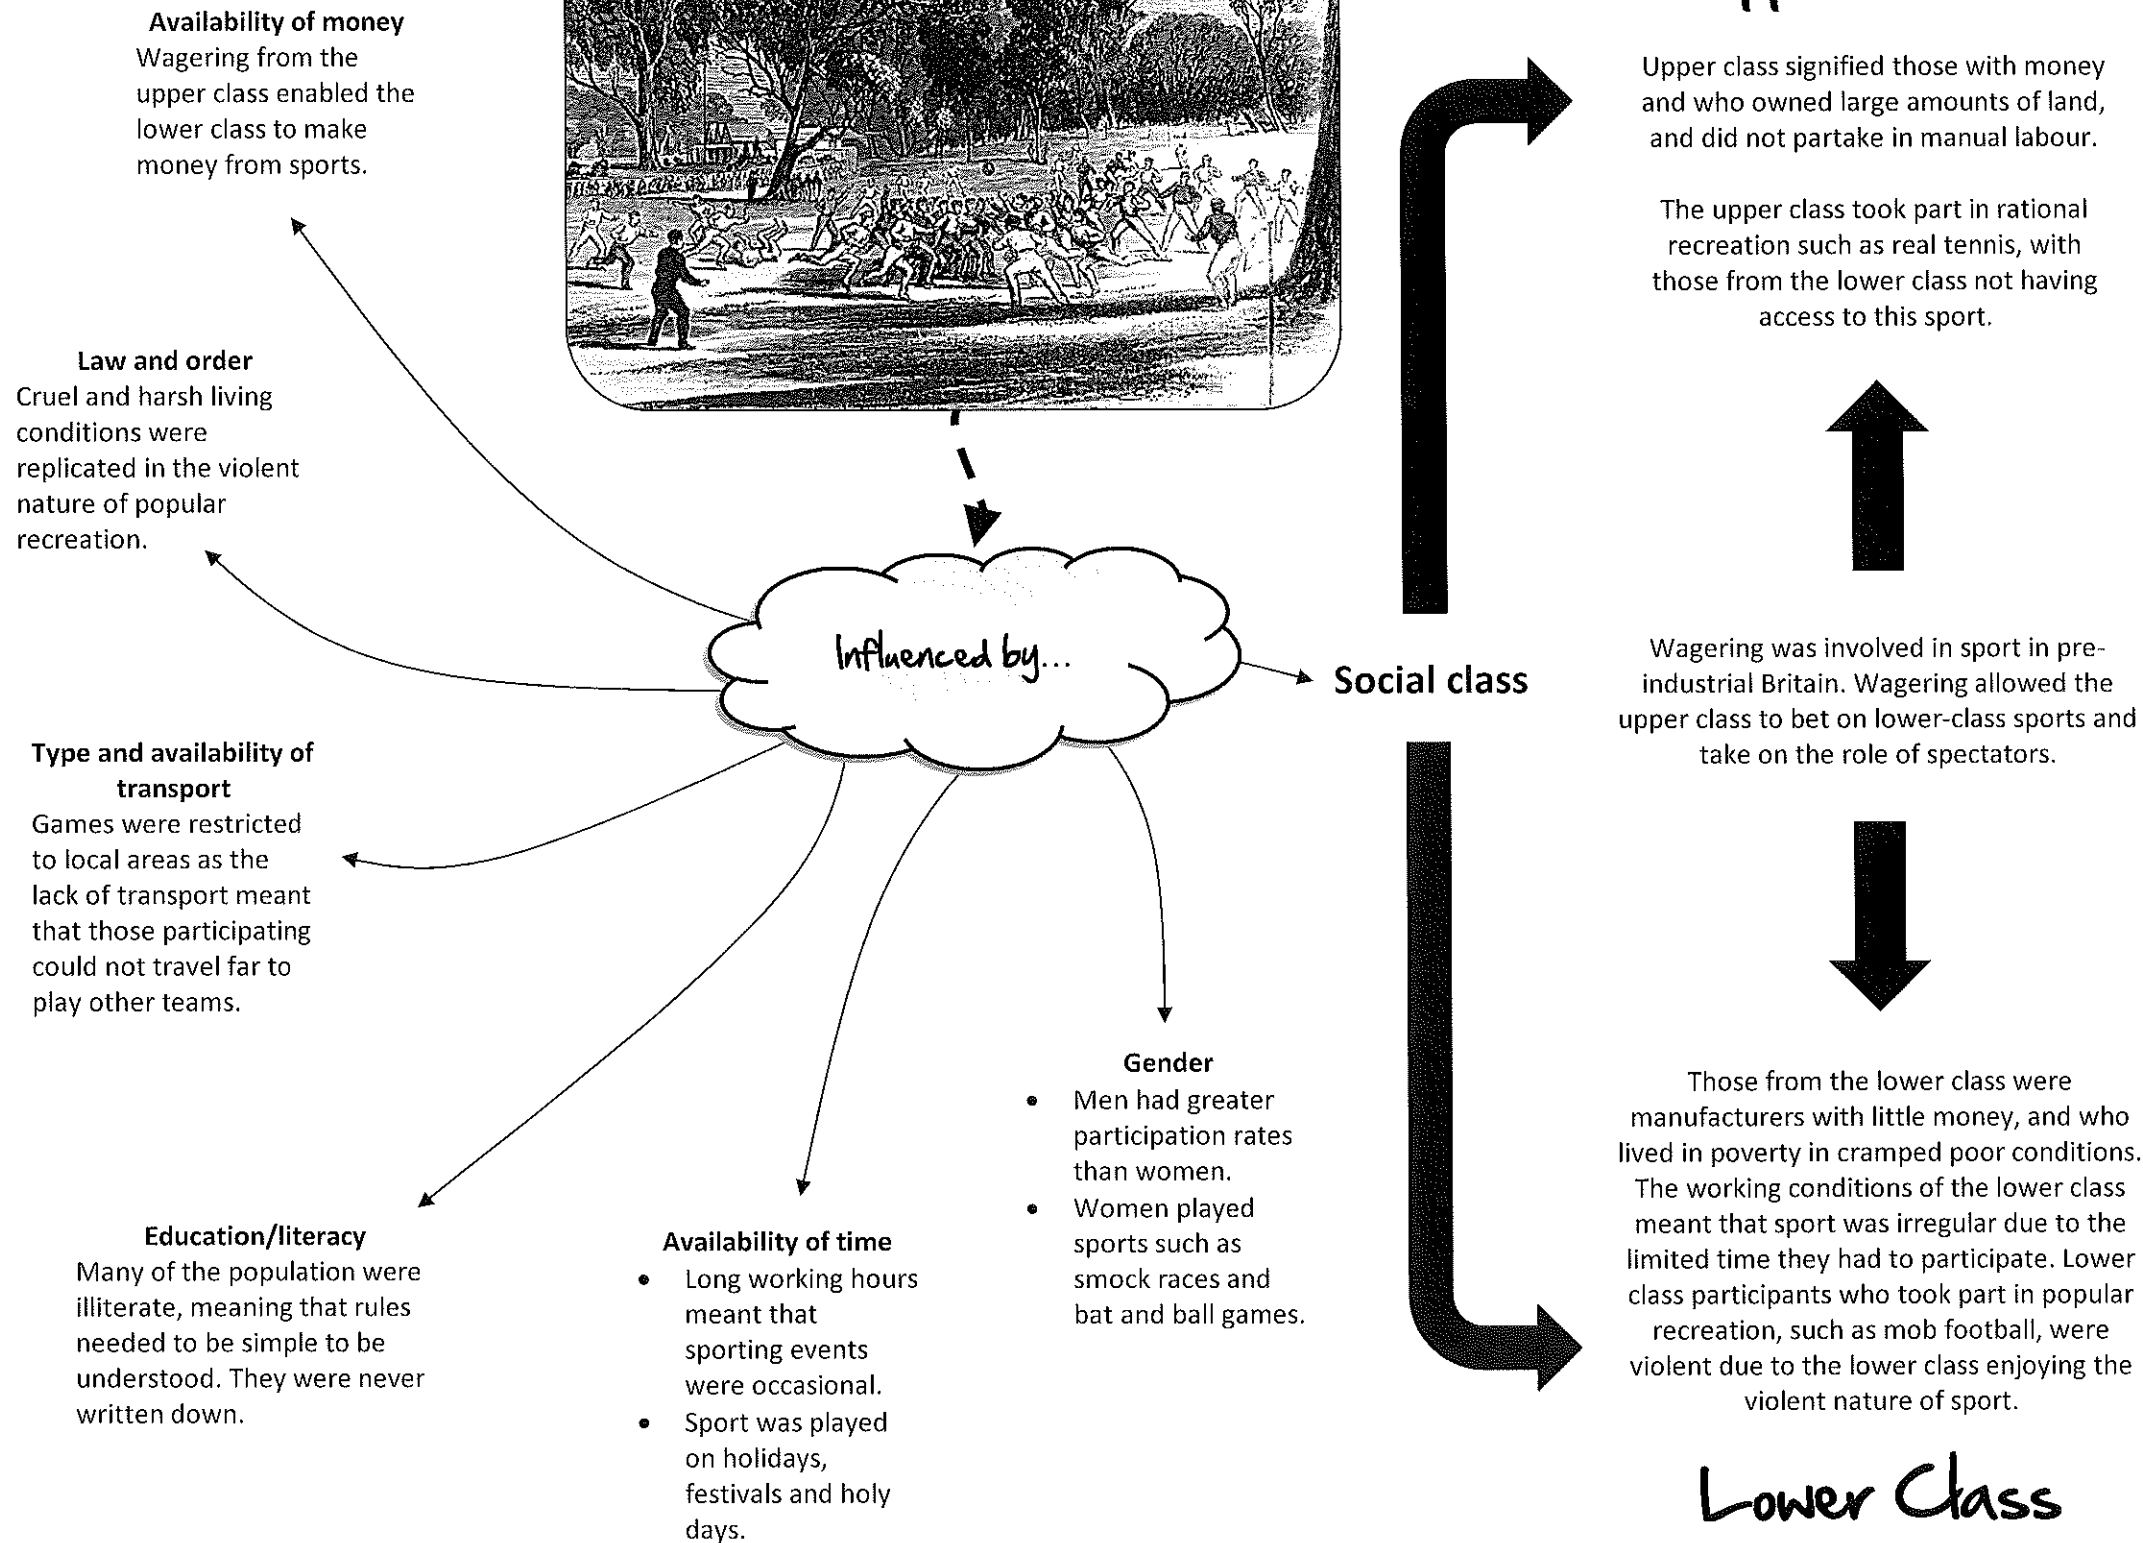 Availability of money
Wagering from the
upper class enabled the
lower class to make
money from sports.
Law and order
Cruel and harsh living
conditions were
replicated in the violent
nature of popular
recreation.
Type and availability of
transport
Games were restricted
to local areas as the
lack of transport meant
that those participating
could not travel far to
play other teams.
Education/literacy
Many of the population were
illiterate, meaning that rules
needed to be simple to be
understood. They were never
written down.
Availability of time
• Long working hours
meant that
sporting events
were occasional.
• Sport was played
on holidays,
festivals and holy
days.
Gender
• Men had greater
participation rates
than women.
• Women played
sports such as
smock races and
bat and ball games.
Influenced by...
Social class
Upper class signified those with money
and who owned large amounts of land,
and did not partake in manual labour.
The upper class took part in rational
recreation such as real tennis, with
those from the lower class not having
access to this sport.
Wagering was involved in sport in pre-
industrial Britain. Wagering allowed the
upper class to bet on lower-class sports and
take on the role of spectators.
Those from the lower class were
manufacturers with little money, and who
lived in poverty in cramped poor conditions.
The working conditions of the lower class
meant that sport was irregular due to the
limited time they had to participate. Lower
class participants who took part in popular
recreation, such as mob football, were
violent due to the lower class enjoying the
violent nature of sport.
Lower Class